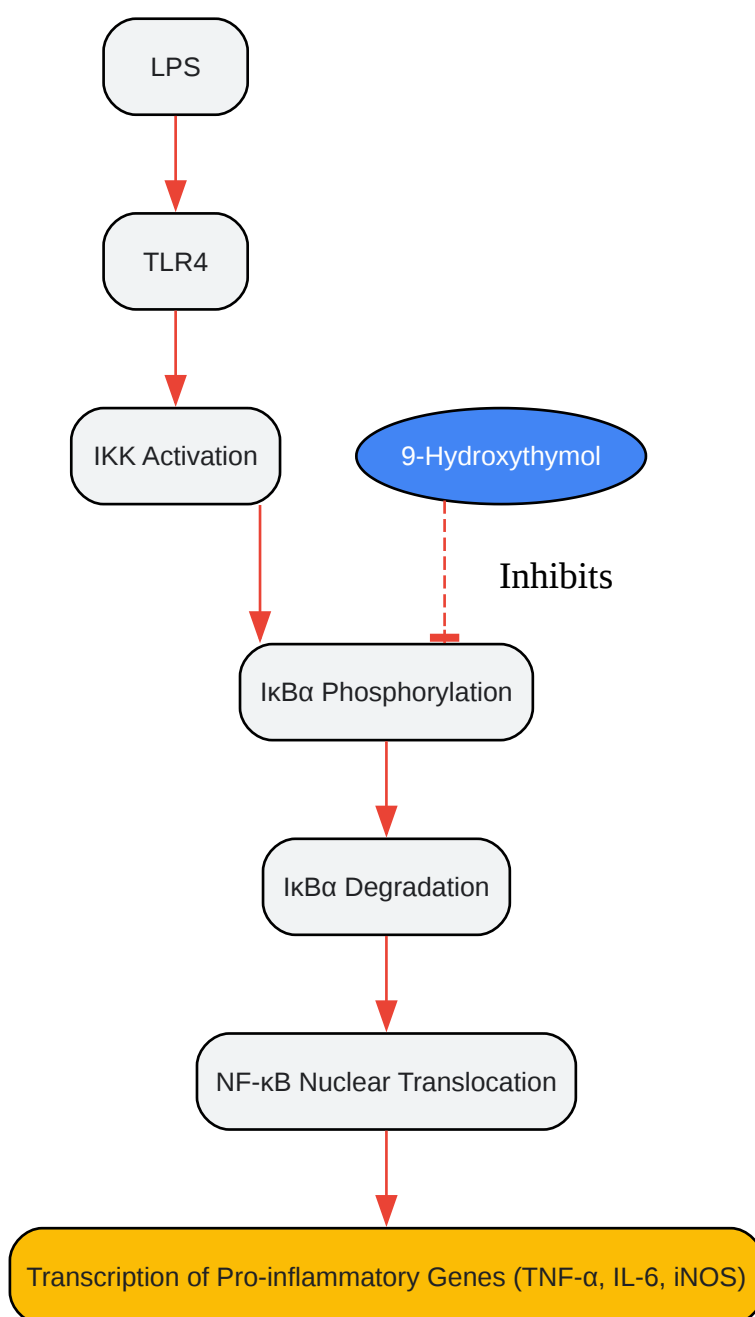 LPS
TLR4
IKK Activation
9-Hydroxythymol
Inhibits
IκBα Phosphorylation
IκBα Degradation
NF-κB Nuclear Translocation
Transcription of Pro-inflammatory Genes (TNF-α, IL-6, iNOS)